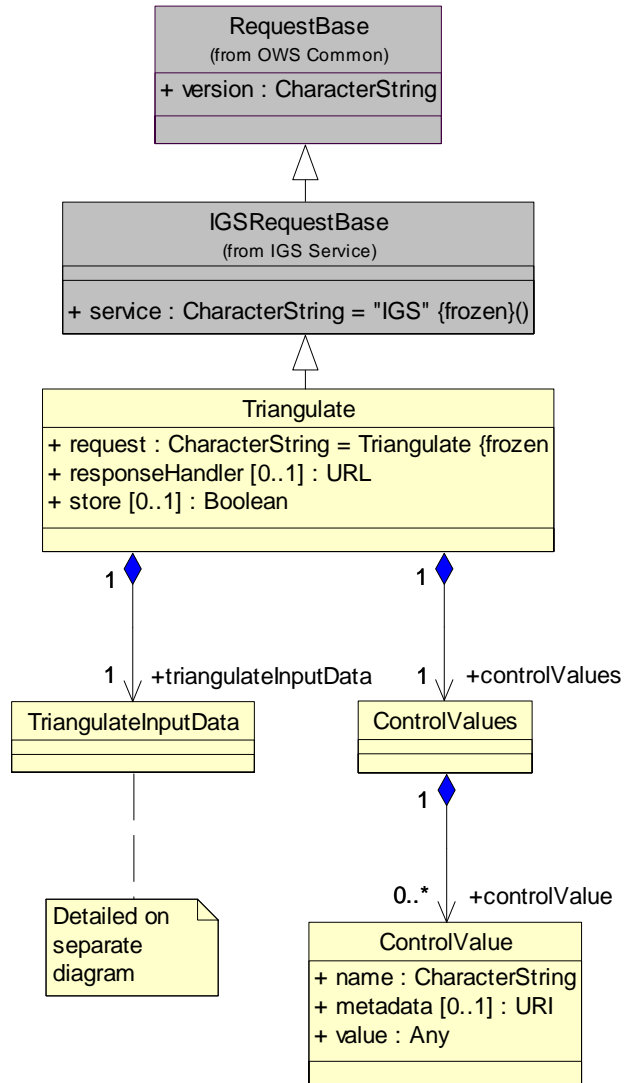 RequestBase
(from OWS Common)
+ version : CharacterString
IGSRequestBase
(from IGS Service)
+ service : CharacterString = "IGS" {frozen}()
Triangulate
+ request : CharacterString = Triangulate {frozen
+ responseHandler [0..1] : URL
+ store [0..1] : Boolean
1
1
1
+triangulateInputData
1
+controlValues
TriangulateInputData
ControlValues
1
0..*
+controlValue
Detailed on
separate
diagram
ControlValue
+ name : CharacterString
+ metadata [0..1] : URI
+ value : Any